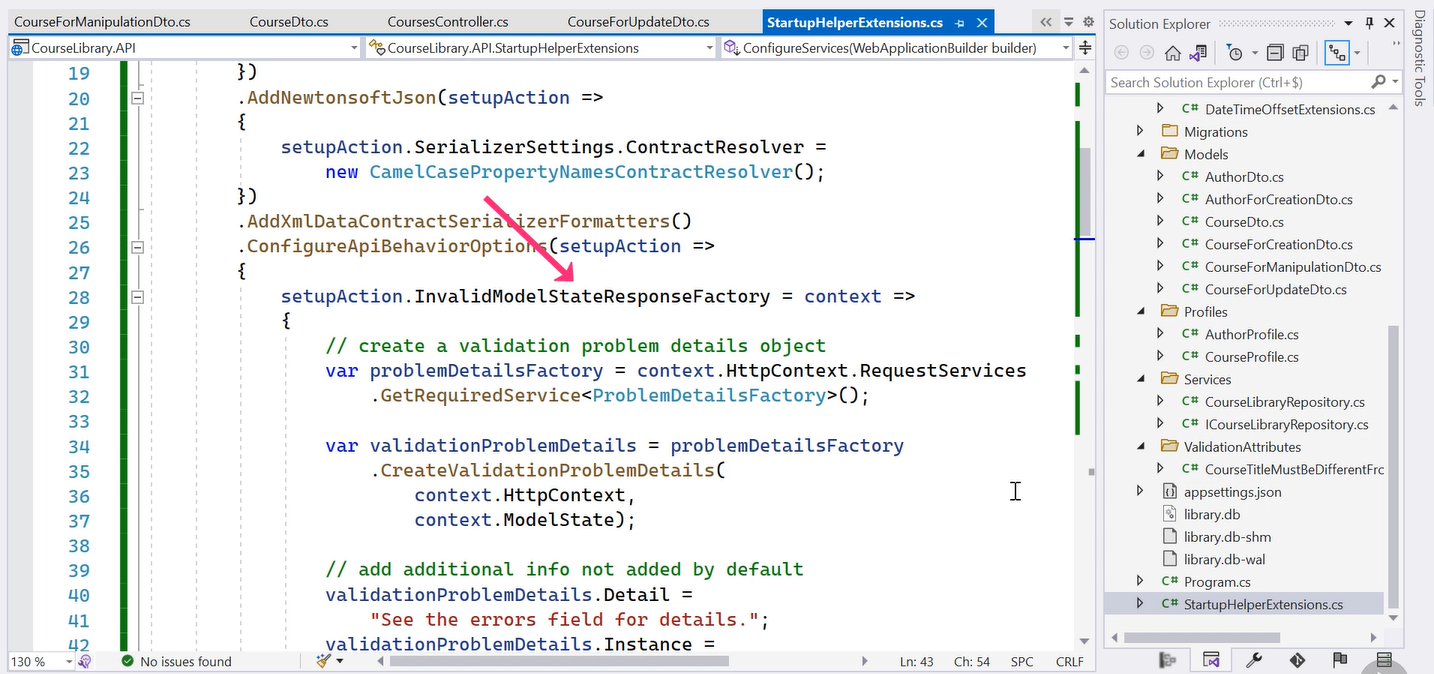 CourseForManipulationDto.cs CourseDto.cs CoursesController.cs CourseForUpdateDto.cs StartupHelperExtensions.cs
CourseLibrary.API CourseLibrary.API.StartupHelperExtensions ConfigureServices(WebApplicationBuilder builder)
19 })
20 .AddNewtonsoftJson(setupAction =>
21 {
22 setupAction.SerializerSettings.ContractResolver =
23 new CamelCasePropertyNamesContractResolver();
24 })
25 .AddXmlDataContractSerializerFormatters()
26 .ConfigureApiBehaviorOptions(setupAction =>
27 {
28 setupAction.InvalidModelStateResponseFactory = context =>
29 {
30 // create a validation problem details object
31 var problemDetailsFactory = context.HttpContext.RequestServices
32 .GetRequiredService<ProblemDetailsFactory>();
33
34 var validationProblemDetails = problemDetailsFactory
35 .CreateValidationProblemDetails(
36 context.HttpContext,
37 context.ModelState);
38
39 // add additional info not added by default
40 validationProblemDetails.Detail =
41 "See the errors field for details.";
42 validationProblemDetails.Instance =
130 % No issues found Ln: 43 Ch: 54 SPC CRLF
Solution Explorer
Search Solution Explorer (Ctrl+$)
C# DateTimeOffsetExtensions.cs
Migrations
Models
C# AuthorDto.cs
C# AuthorForCreationDto.cs
C# CourseDto.cs
C# CourseForCreationDto.cs
C# CourseForManipulationDto.cs
C# CourseForUpdateDto.cs
Profiles
C# AuthorProfile.cs
C# CourseProfile.cs
Services
C# CourseLibraryRepository.cs
C# ICourseLibraryRepository.cs
ValidationAttributes
C# CourseTitleMustBeDifferentFrc
appsettings.json
library.db
library.db-shm
library.db-wal
C# Program.cs
C# StartupHelperExtensions.cs
Diagnostic Tools